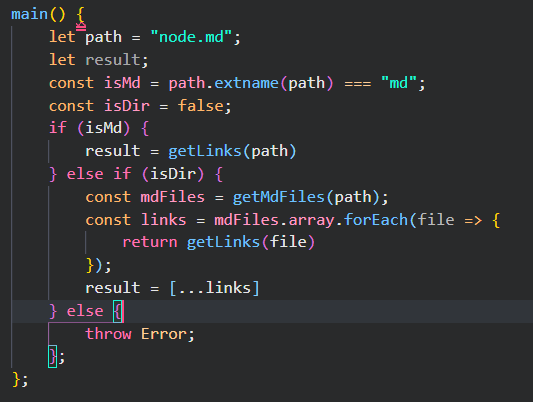 main() {
    let path = "node.md";
    let result;
    const isMd = path.extname(path) === "md";
    const isDir = false;
    if (isMd) {
        result = getLinks(path)
    } else if (isDir) {
        const mdFiles = getMdFiles(path);
        const links = mdFiles.array.forEach(file => {
            return getLinks(file)
        });
        result = [...links]
    } else {
        throw Error;
    };
};